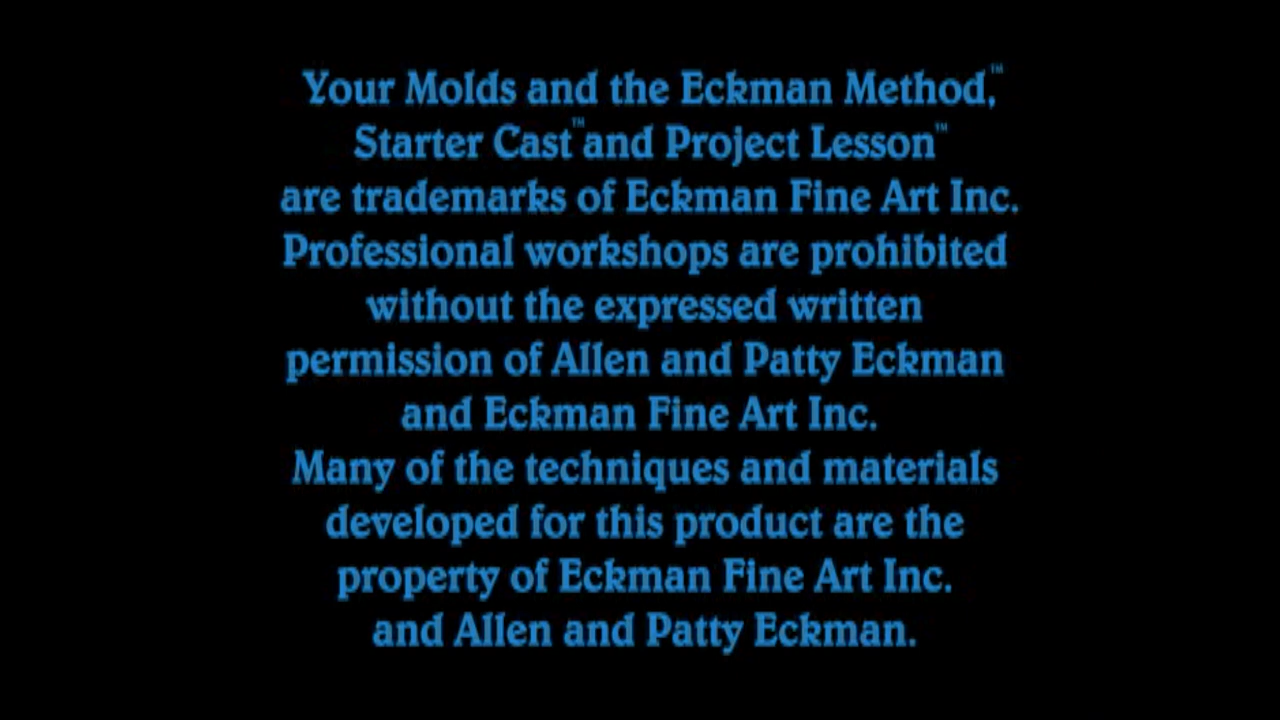 Your Molds and the Eckman Method,™
Starter Cast™ and Project Lesson™
are trademarks of Eckman Fine Art Inc.
Professional workshops are prohibited
without the expressed written
permission of Allen and Patty Eckman
and Eckman Fine Art Inc.
Many of the techniques and materials
developed for this product are the
property of Eckman Fine Art Inc.
and Allen and Patty Eckman.